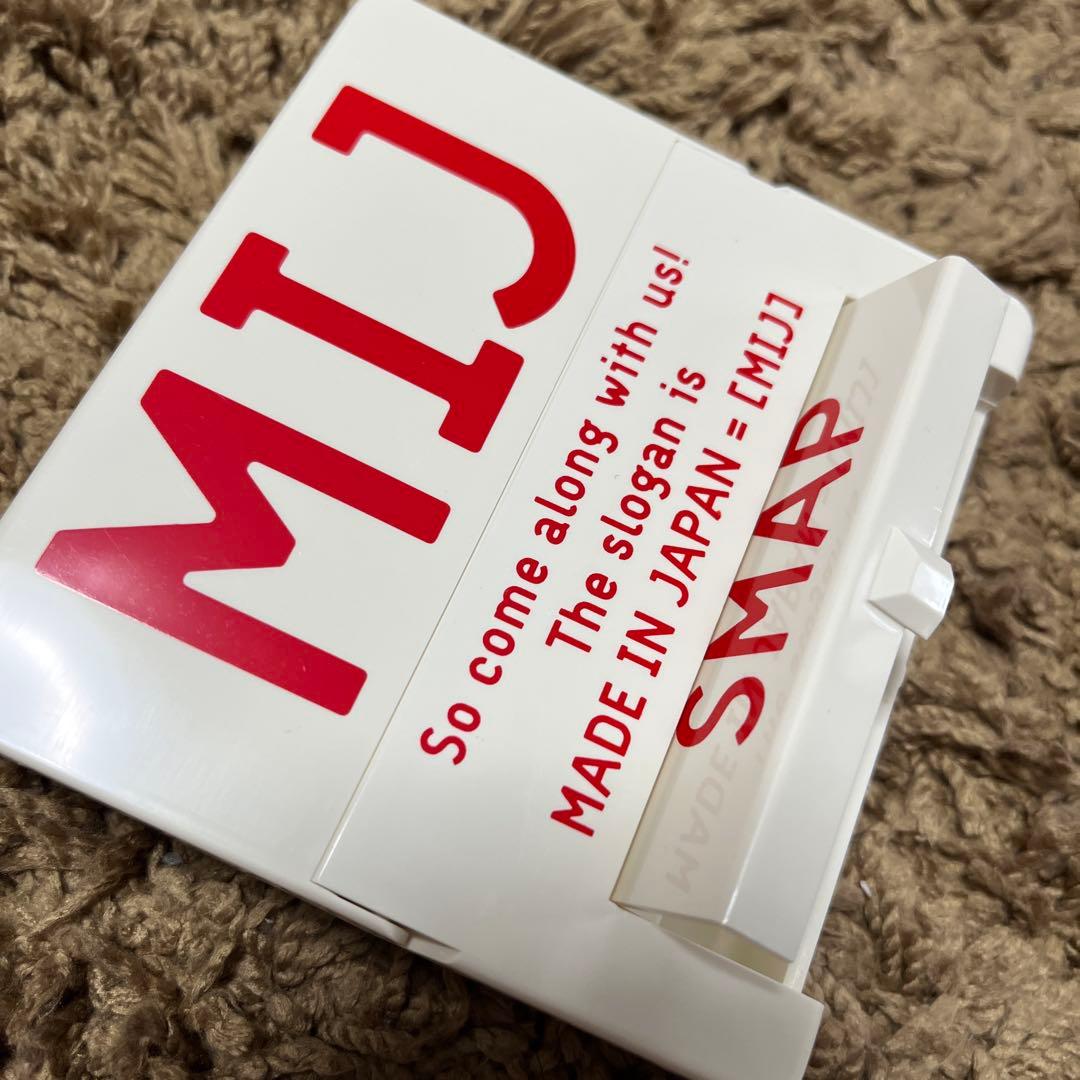 MIJ
So come along with us!
The slogan is
MADE IN JAPAN = [MIJ]
SMAP